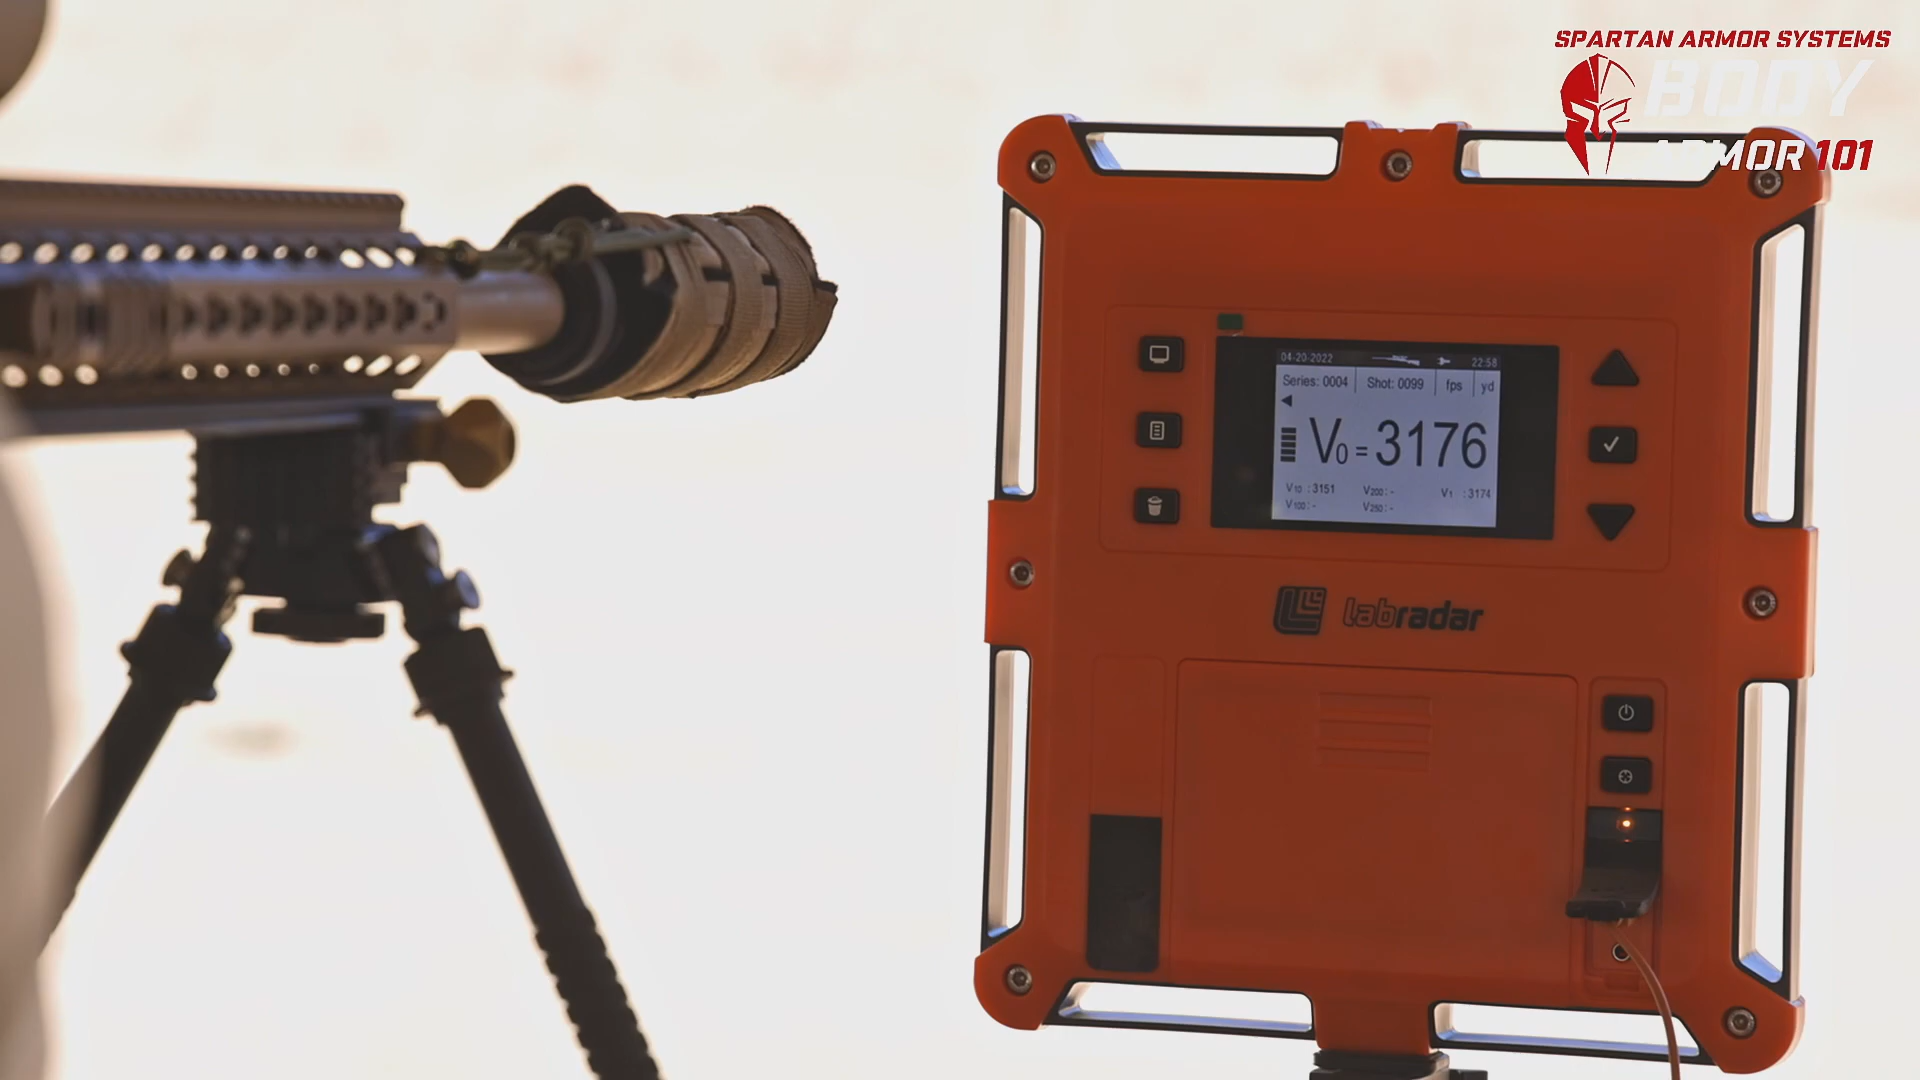 SPARTAN ARMOR SYSTEMS
BODY
ARMOR 101
04-20-2022 22:58
Series: 0004 Shot: 0099 fps yd
V0 = 3176
V10 : 3151 V200 : - V1 : 3174
V100 : - V250 : -
labradar